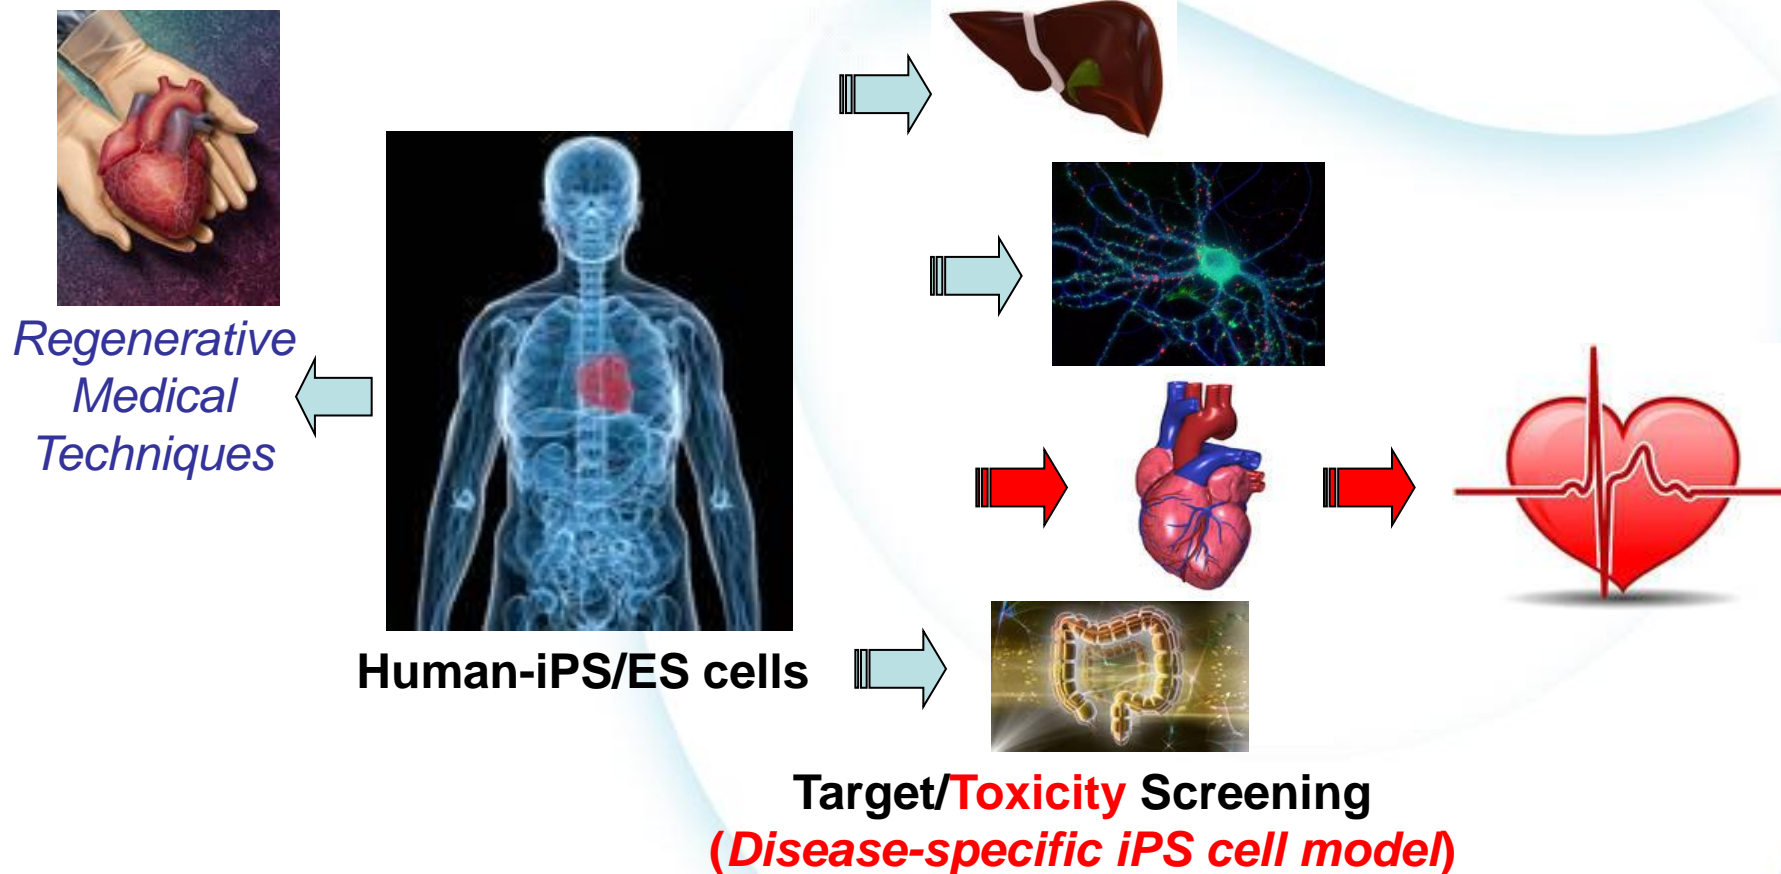 Regenerative
Medical
Techniques
Human-iPS/ES cells
Target/Toxicity Screening
(Disease-specific iPS cell model)